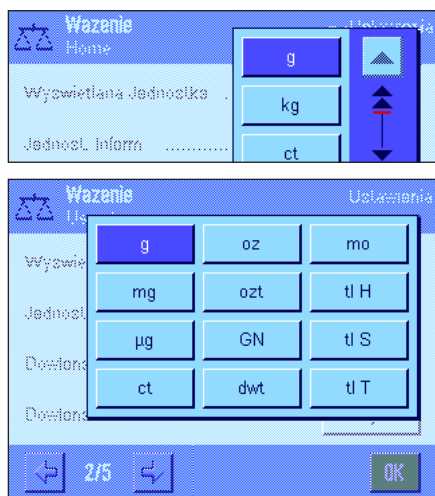 Wazenie
Home
g
Wyswietlana Jednostka
kg
Jednost. Inform ............
ct
Wazenie
Ustawienia
g
oz
mo
mg
ozt
tl H
µg
GN
tl S
ct
dwt
tl T
2/5
OK